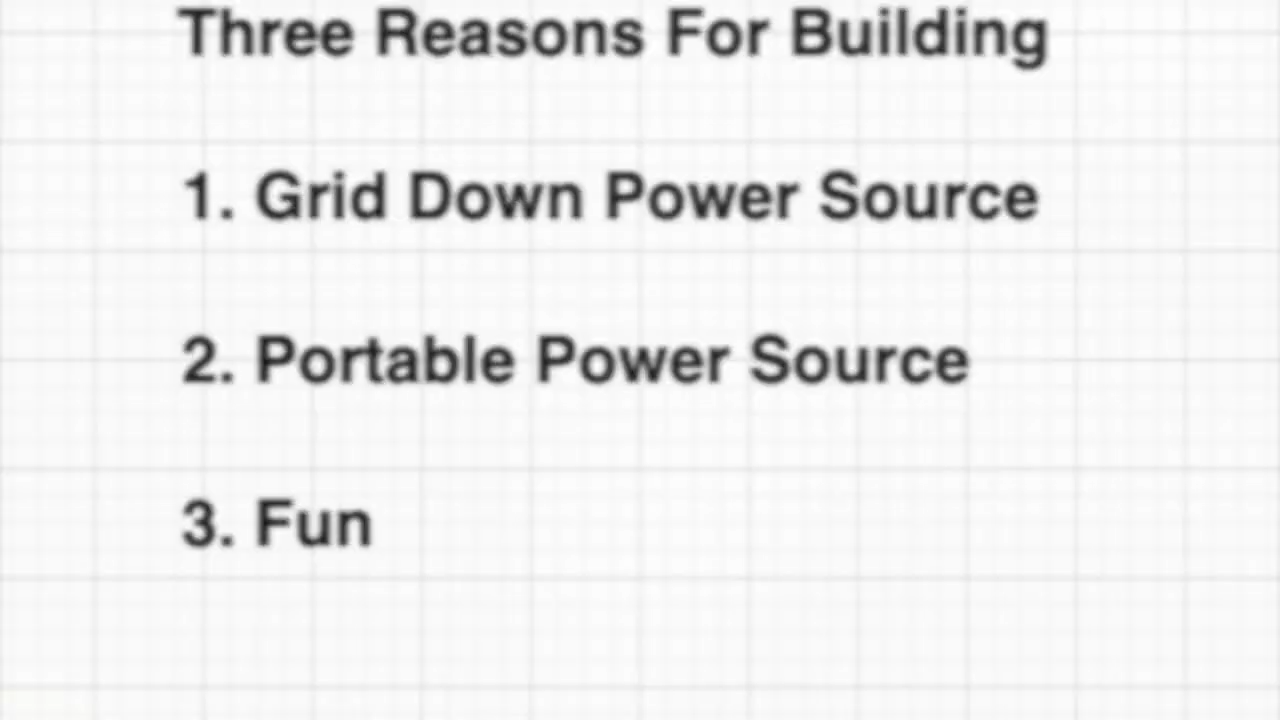 Three Reasons For Building
1. Grid Down Power Source
2. Portable Power Source
3. Fun